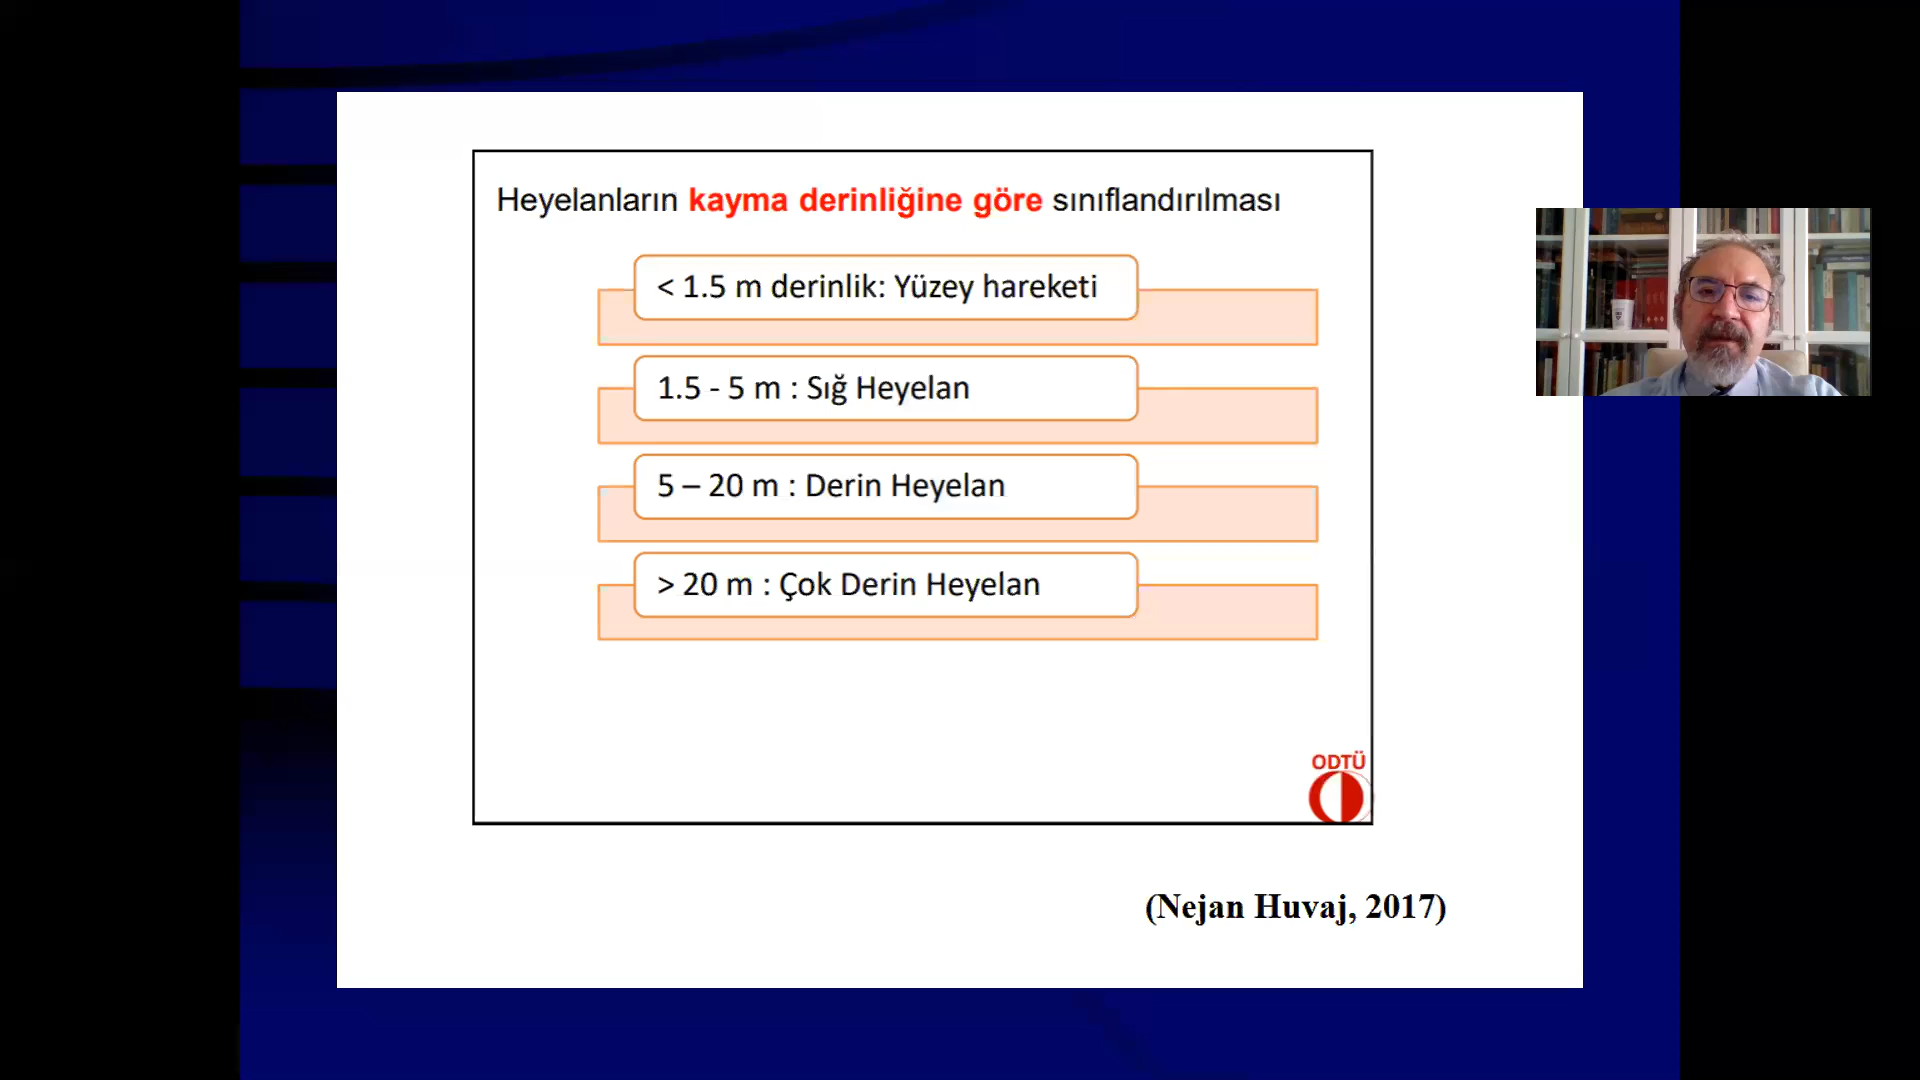 Heyelanların kayma derinliğine göre sınıflandırılması
< 1.5 m derinlik: Yüzey hareketi
1.5 - 5 m : Sığ Heyelan
5 – 20 m : Derin Heyelan
> 20 m : Çok Derin Heyelan
ODTÜ
(Nejan Huvaj, 2017)